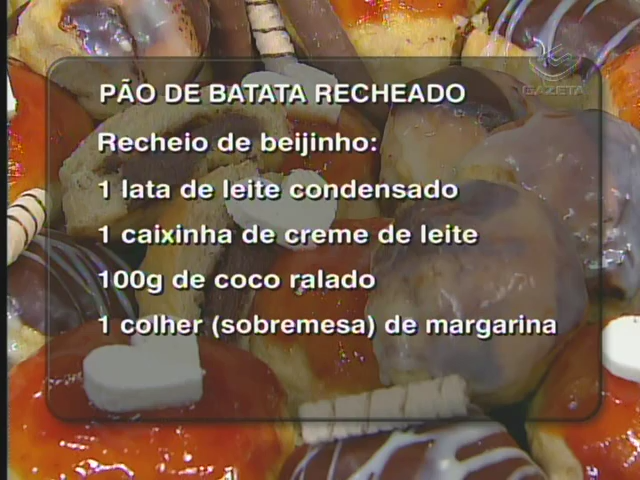 GAZETA
PÃO DE BATATA RECHEADO
Recheio de beijinho:
1 lata de leite condensado
1 caixinha de creme de leite
100g de coco ralado
1 colher (sobremesa) de margarina